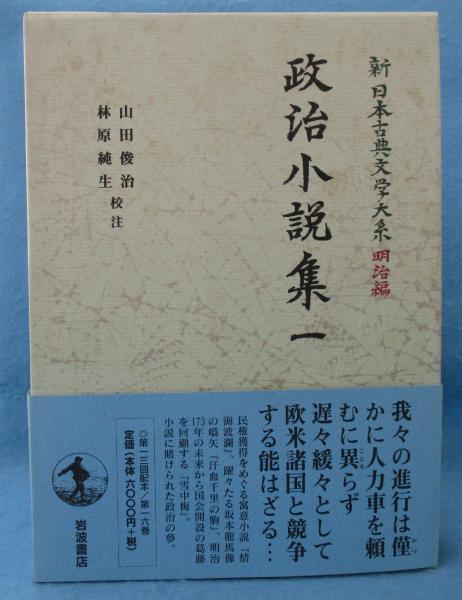 新日本古典文学大系 明治編
政治小説集 一
山田俊治
林原純生 校注
我々の進行は僅
かに人力車を頼
むに異らず
遅々緩々として
欧米諸国と競争
する能はざる…
民権獲得をめぐる寓意小説『情
海波瀾』、躍々たる坂本龍馬像
の嚆矢、『汗血千里の駒』、明治
173年の未来から国会開設の葛藤
を回顧する『雪中梅』。
小説に賭けられた政治の夢。
◎第一三回配本/第一六巻
定価(本体 六〇〇〇円+税)
岩波書店